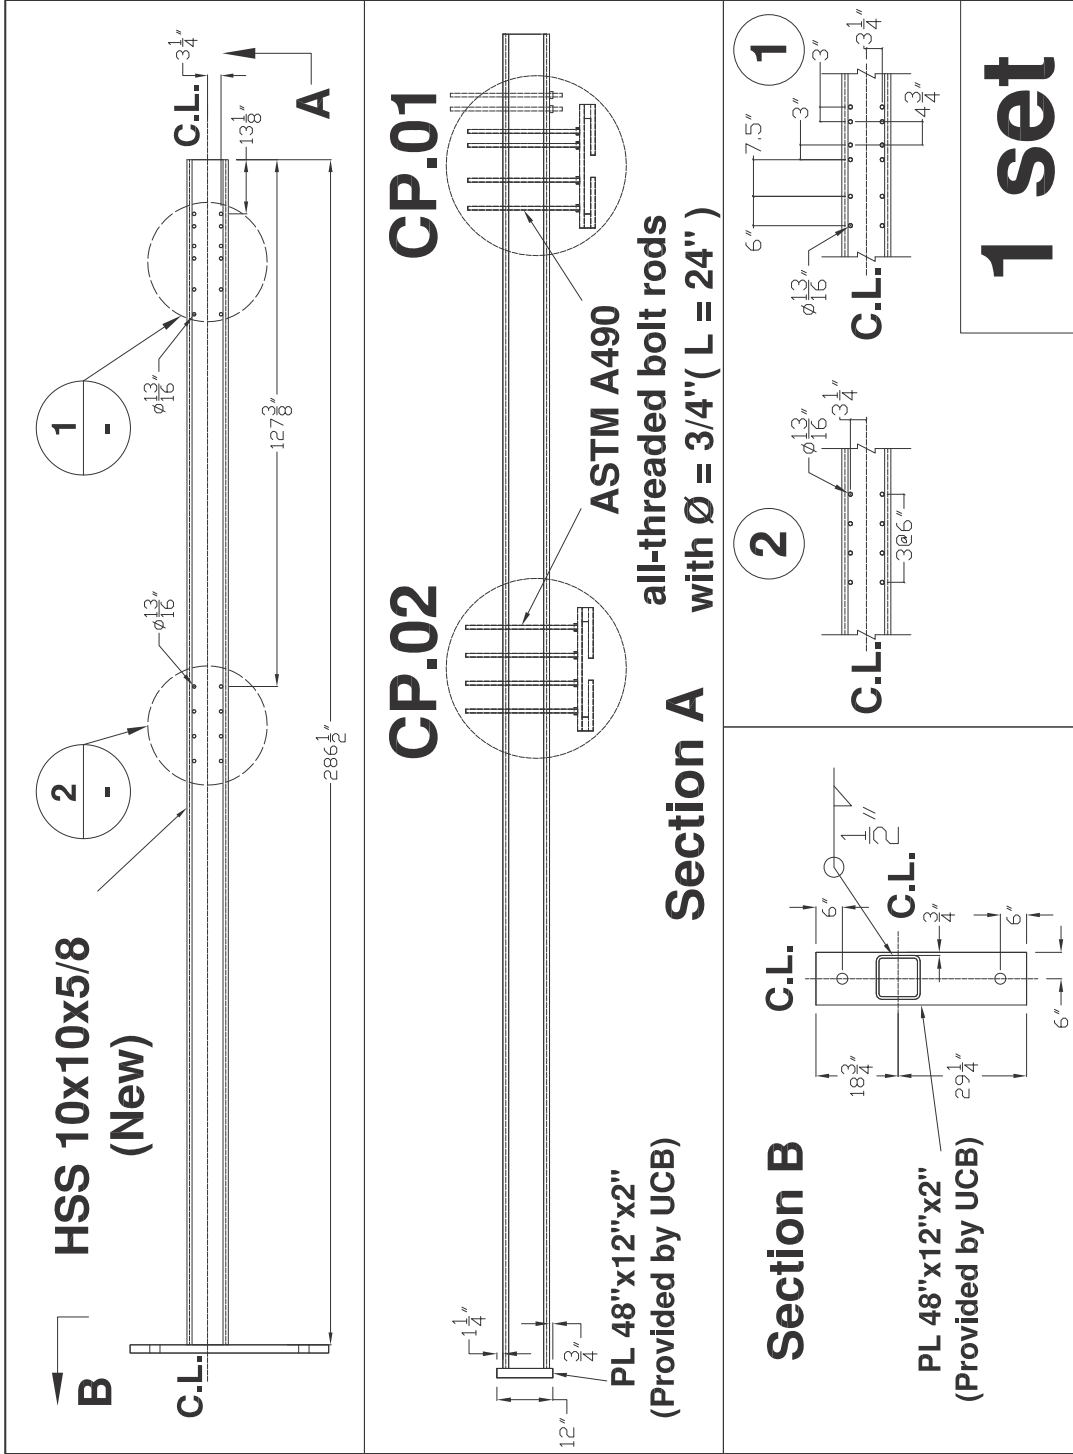 HSS 10x10x5/8
(New)
B
C.L.
2
-
1
-
ø13/16"
ø13/16"
C.L.
3 1/4"
A
13 1/8"
127 3/8"
286 1/2"
CP.02
CP.01
ASTM A490
all-threaded bolt rods
with Ø = 3/4"( L = 24" )
Section A
1 1/4"
3/4"
12"
PL 48"x12"x2"
(Provided by UCB)
Section B
PL 48"x12"x2"
(Provided by UCB)
C.L.
C.L.
6"
1/2"
3/4"
6"
18 3/4"
29 1/4"
6"
2
ø13/16"
3 1/4"
3@6"
C.L.
1
3 1/4"
3"
3"
7.5"
6"
4 3/4"
ø13/16"
C.L.
1 set